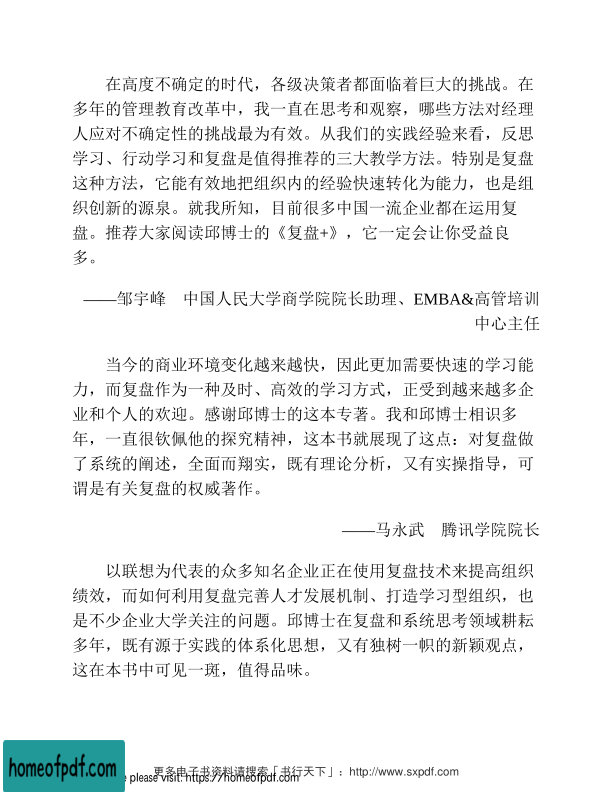 在高度不确定的时代，各级决策者都面临着巨大的挑战。在
多年的管理教育改革中，我一直在思考和观察，哪些方法对经理
人应对不确定性的挑战最为有效。从我们的实践经验来看，反思
学习、行动学习和复盘是值得推荐的三大教学方法。特别是复盘
这种方法，它能有效地把组织内的经验快速转化为能力，也是组
织创新的源泉。就我所知，目前很多中国一流企业都在运用复
盘。推荐大家阅读邱博士的《复盘+》，它一定会让你受益良
多。
——邹宇峰　中国人民大学商学院院长助理、EMBA&高管培训
中心主任
当今的商业环境变化越来越快，因此更加需要快速的学习能
力，而复盘作为一种及时、高效的学习方式，正受到越来越多企
业和个人的欢迎。感谢邱博士的这本专著。我和邱博士相识多
年，一直很钦佩他的探究精神，这本书就展现了这点：对复盘做
了系统的阐述，全面而翔实，既有理论分析，又有实操指导，可
谓是有关复盘的权威著作。
——马永武　腾讯学院院长
以联想为代表的众多知名企业正在使用复盘技术来提高组织
绩效，而如何利用复盘完善人才发展机制、打造学习型组织，也
是不少企业大学关注的问题。邱博士在复盘和系统思考领域耕耘
多年，既有源于实践的体系化思想，又有独树一帜的新颖观点，
这在本书中可见一斑，值得品味。
更多电子书资料请搜索「书行天下」：http://www.sxpdf.com
homeofpdf.com
please visit: https://homeofpdf.com